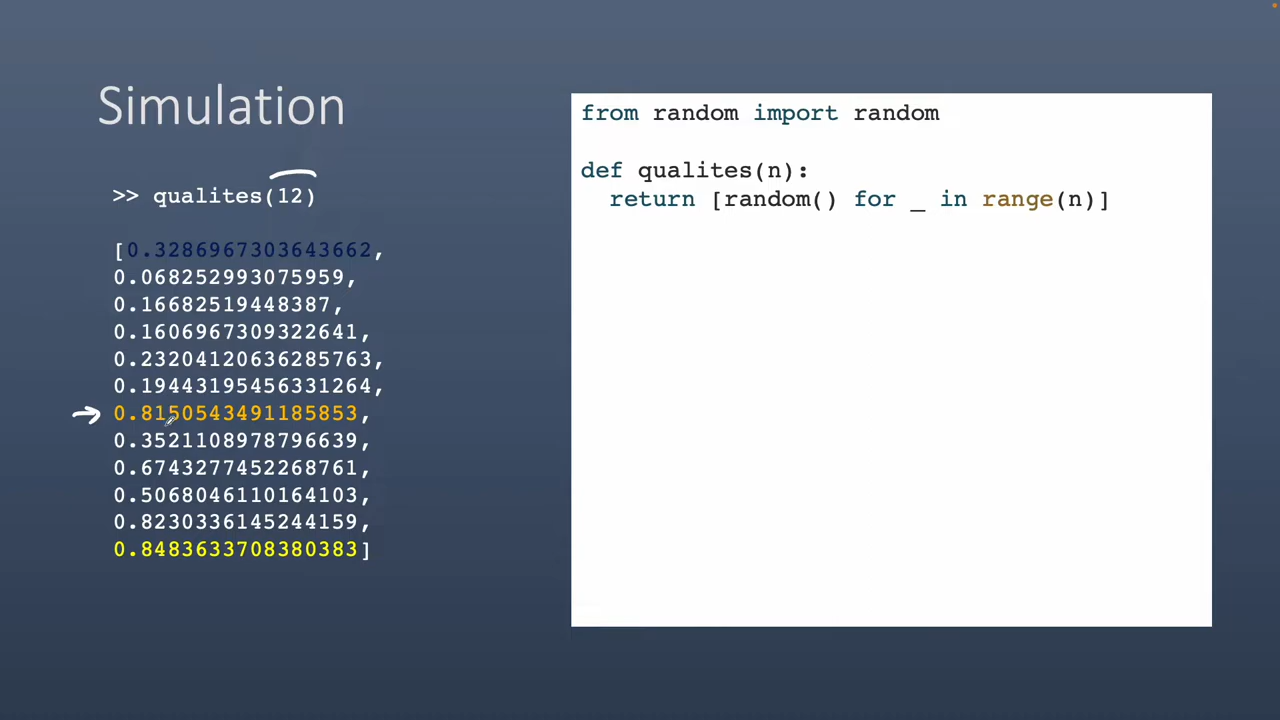 Simulation
>> qualites(12)
[0.3286967303643662,
0.068252993075959,
0.16682519448387,
0.1606967309322641,
0.23204120636285763,
0.19443195456331264,
0.8150543491185853,
0.3521108978796639,
0.6743277452268761,
0.5068046110164103,
0.8230336145244159,
0.8483633708380383]
from random import random
def qualites(n):
return [random() for _ in range(n)]